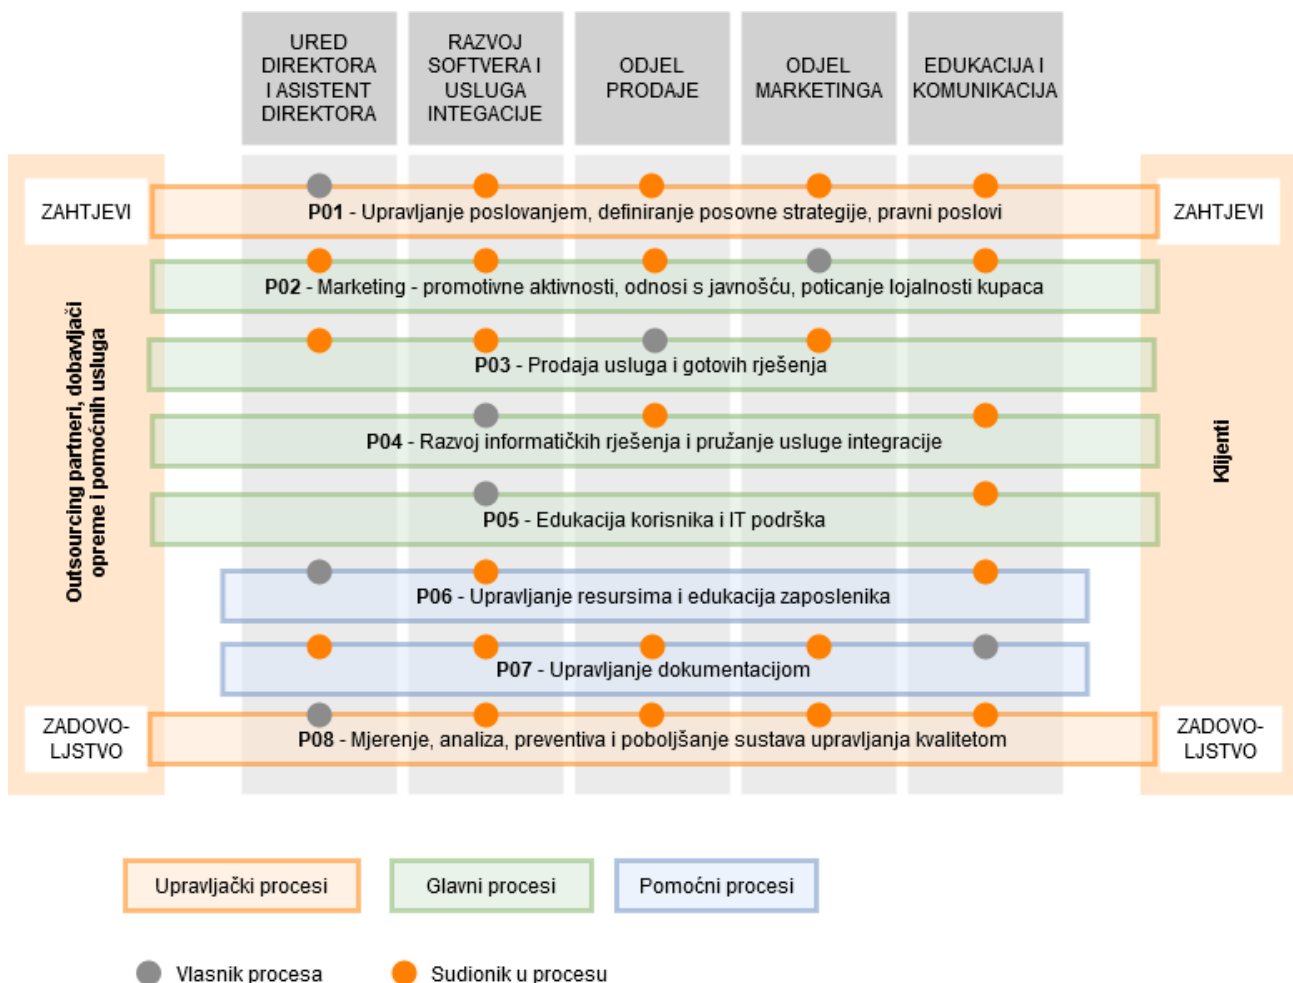 URED
DIREKTORA
I ASISTENT
DIREKTORA
RAZVOJ
SOFTVERA I
USLUGA
INTEGACIJE
ODJEL
PRODAJE
ODJEL
MARKETINGA
EDUKACIJA I
KOMUNIKACIJA
ZAHTJEVI
P01 - Upravljanje poslovanjem, definiranje posovne strategije, pravni poslovi
ZAHTJEVI
P02 - Marketing - promotivne aktivnosti, odnosi s javnošću, poticanje lojalnosti kupaca
Outsourcing partneri, dobavljači
opreme i pomoćnih usluga
P03 - Prodaja usluga i gotovih rješenja
P04 - Razvoj informatičkih rješenja i pružanje usluge integracije
Klijenti
P05 - Edukacija korisnika i IT podrška
P06 - Upravljanje resursima i edukacija zaposlenika
P07 - Upravljanje dokumentacijom
ZADOVO-
LJSTVO
P08 - Mjerenje, analiza, preventiva i poboljšanje sustava upravljanja kvalitetom
ZADOVO-
LJSTVO
Upravljački procesi
Glavni procesi
Pomoćni procesi
Vlasnik procesa
Sudionik u procesu